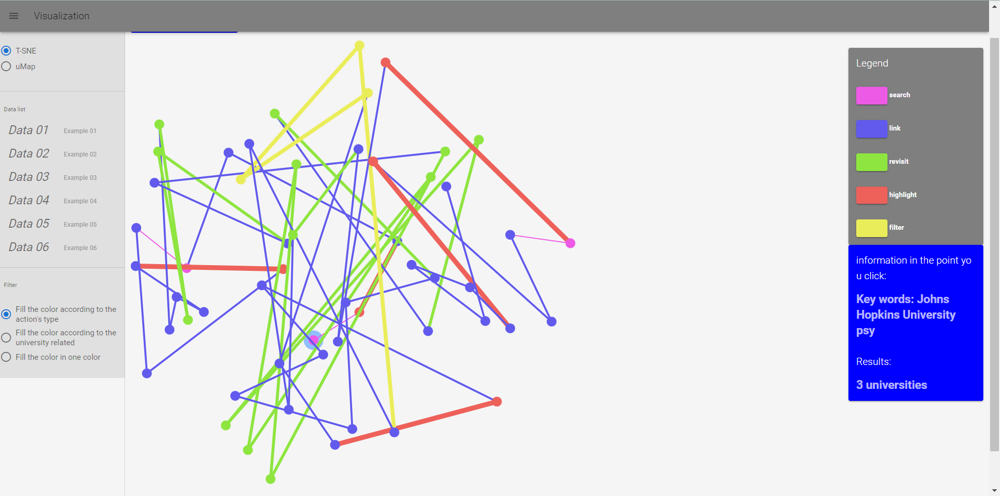 Visualization
T-SNE
uMap
Data list
Data 01 Example 01
Data 02 Example 02
Data 03 Example 03
Data 04 Example 04
Data 05 Example 05
Data 06 Example 06
Filter
Fill the color according to the
action's type
Fill the color according to the
university related
Fill the color in one color
Legend
search
link
revisit
highlight
filter
information in the point yo
u click:
Key words: Johns
Hopkins University
psy
Results:
3 universities